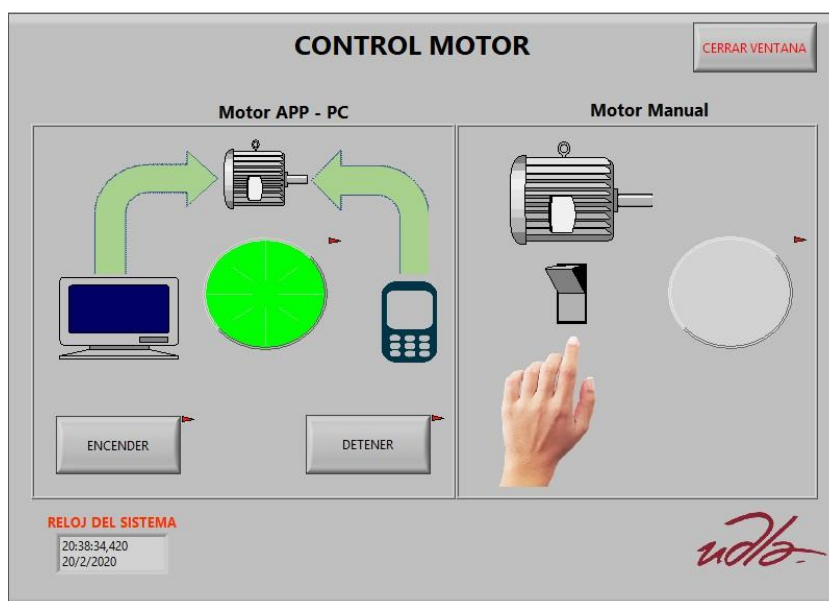 CONTROL MOTOR
CERRAR VENTANA
Motor APP - PC
Motor Manual
ENCENDER
DETENER
RELOJ DEL SISTEMA
20:38:34,420
20/2/2020
udla-